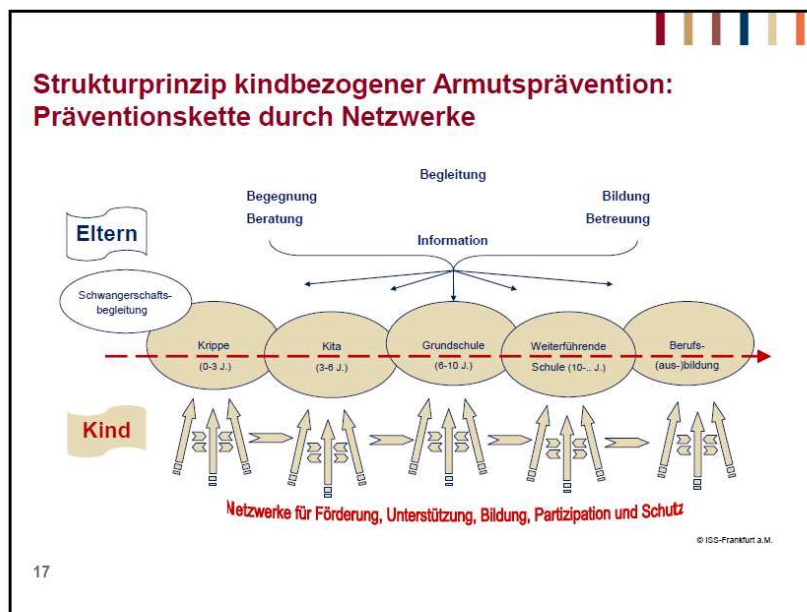 Strukturprinzip kindbezogener Armutsprävention:
Präventionskette durch Netzwerke
Begleitung
Begegnung
Bildung
Beratung
Betreuung
Eltern
Information
Schwangerschafts-
begleitung
Krippe
(0-3 J.)
Kita
(3-6 J.)
Grundschule
(6-10 J.)
Weiterführende
Schule (10-.. J.)
Berufs-
(aus-)bildung
Kind
Netzwerke für Förderung, Unterstützung, Bildung, Partizipation und Schutz
© ISS-Frankfurt a.M.
17